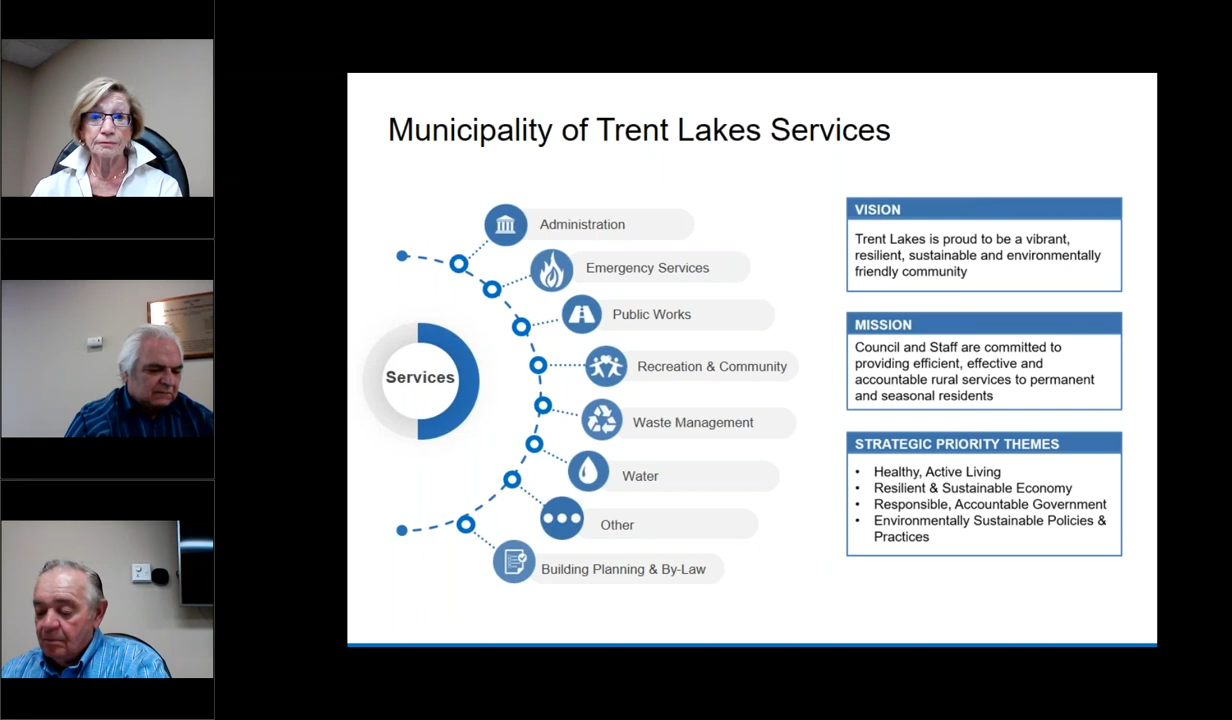 Municipality of Trent Lakes Services
Services
Administration
Emergency Services
Public Works
Recreation & Community
Waste Management
Water
Other
Building Planning & By-Law
VISION
Trent Lakes is proud to be a vibrant,
resilient, sustainable and environmentally
friendly community
MISSION
Council and Staff are committed to
providing efficient, effective and
accountable rural services to permanent
and seasonal residents
STRATEGIC PRIORITY THEMES
• Healthy, Active Living
• Resilient & Sustainable Economy
• Responsible, Accountable Government
• Environmentally Sustainable Policies &
Practices